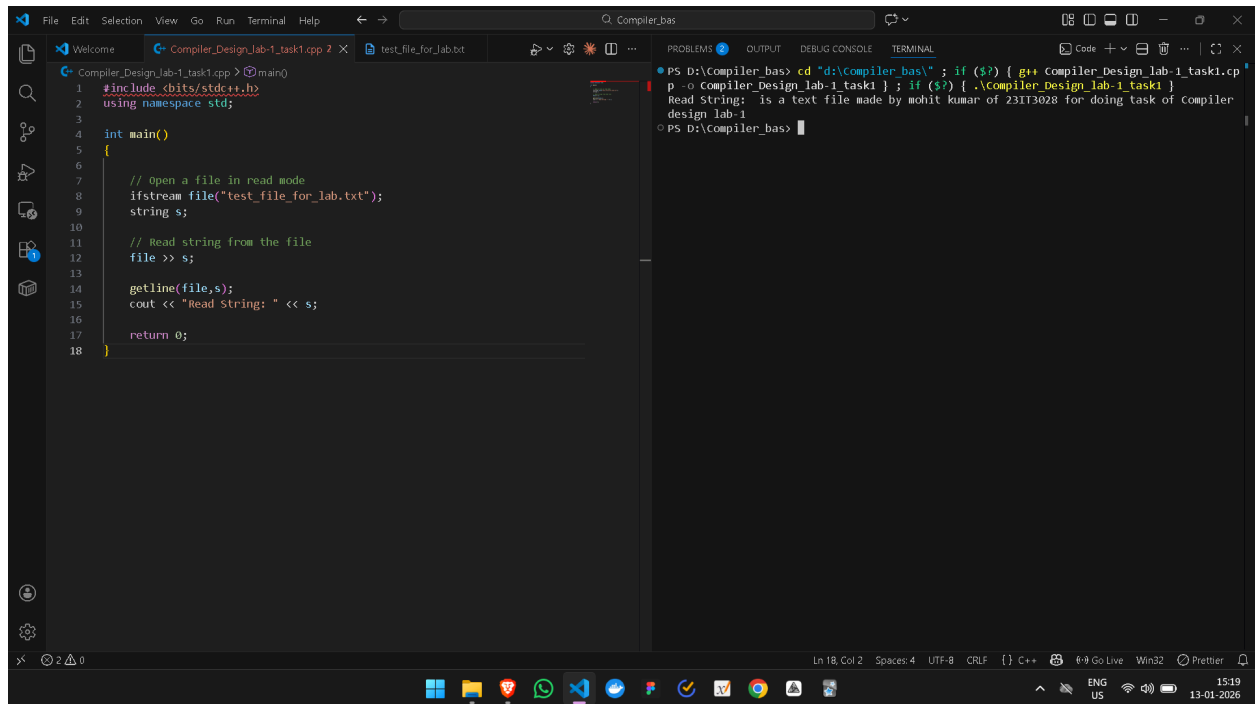 File Edit Selection View Go Run Terminal Help
Compiler_bas
Welcome
Compiler_Design_lab-1_task1.cpp 2
test_file_for_lab.txt
Compiler_Design_lab-1_task1.cpp > main()
1 #include <bits/stdc++.h>
2 using namespace std;
3
4 int main()
5 {
6
7 // Open a file in read mode
8 ifstream file("test_file_for_lab.txt");
9 string s;
10
11 // Read string from the file
12 file >> s;
13
14 getline(file,s);
15 cout << "Read String: " << s;
16
17 return 0;
18 }
PROBLEMS 2 OUTPUT DEBUG CONSOLE TERMINAL
Code
PS D:\Compiler_bas> cd "d:\Compiler_bas\" ; if ($?) { g++ Compiler_Design_lab-1_task1.cp
p -o Compiler_Design_lab-1_task1 } ; if ($?) { .\Compiler_Design_lab-1_task1 }
Read String:  is a text file made by mohit kumar of 23IT3028 for doing task of Compiler
design lab-1
PS D:\Compiler_bas>
1
2 0
Ln 18, Col 2 Spaces: 4 UTF-8 CRLF {} C++ Go Live Win32 Prettier
ENG
US
15:19
13-01-2026